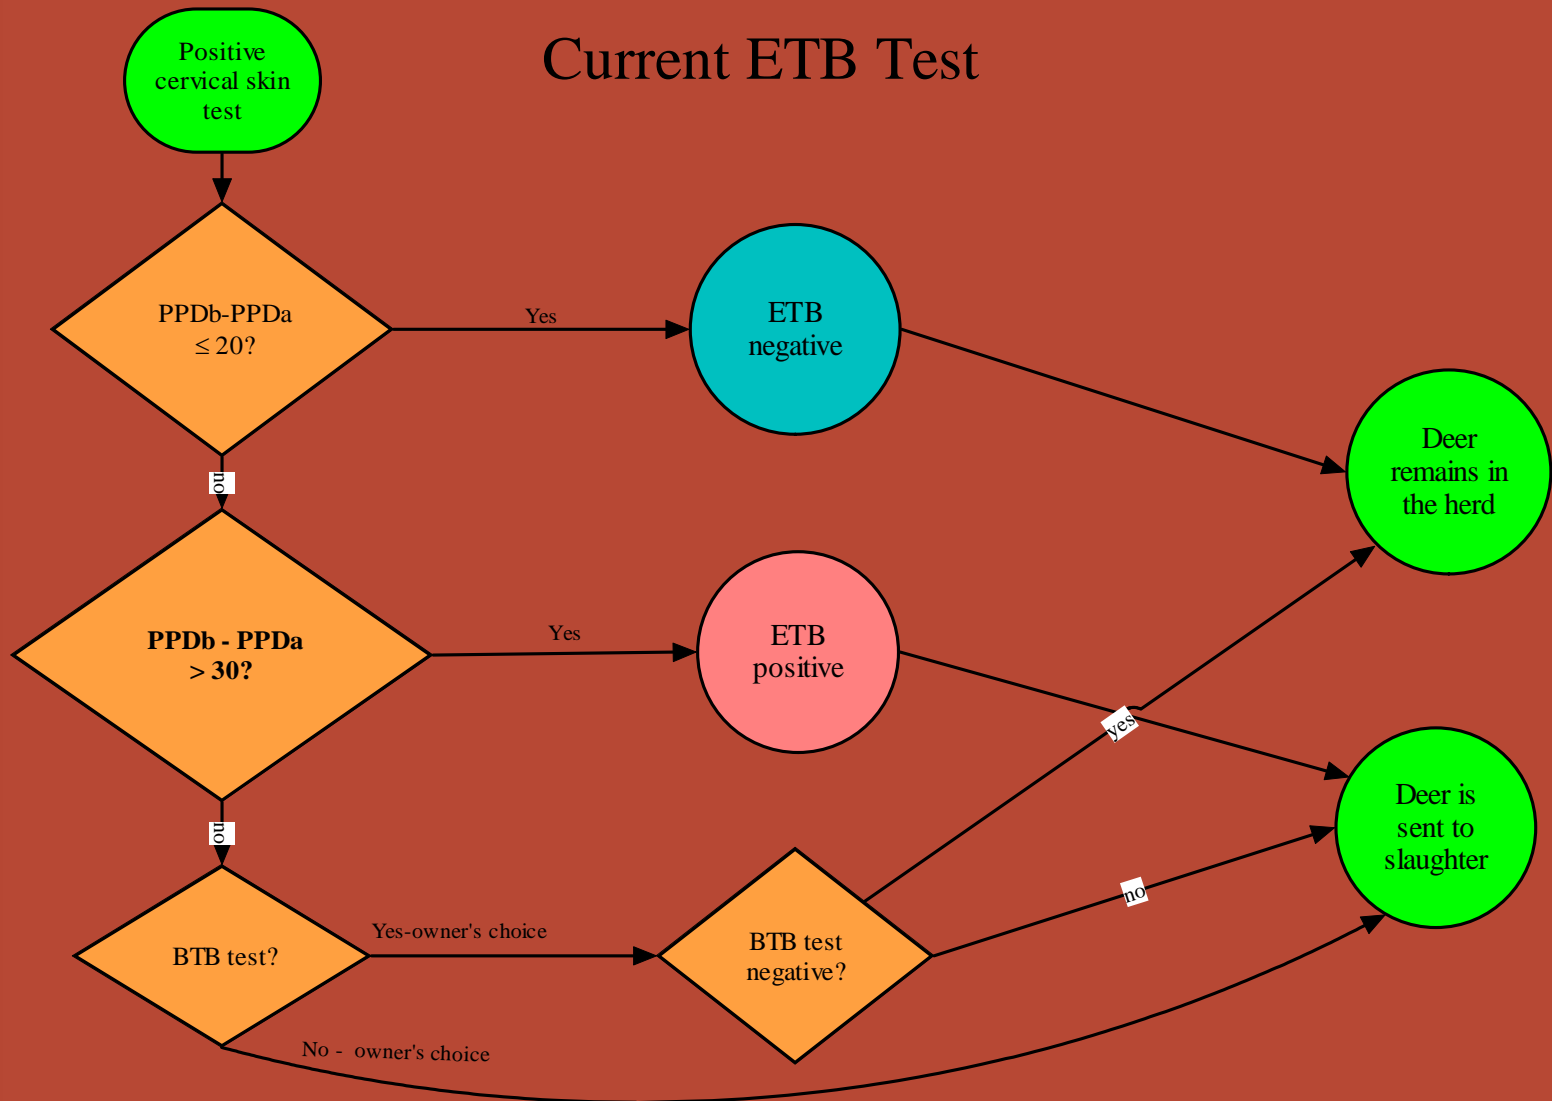 Current ETB Test
Positive
cervical skin
test
PPDb-PPDa
≤ 20?
Yes
ETB
negative
Deer
remains in
the herd
no
PPDb - PPDa
> 30?
Yes
ETB
positive
yes
Deer is
sent to
slaughter
no
BTB test?
Yes-owner's choice
BTB test
negative?
no
No - owner's choice